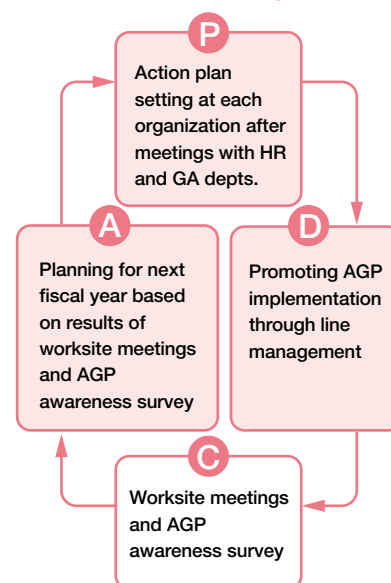 P
Action plan
setting at each
organization after
meetings with HR
and GA depts.
D
Promoting AGP
implementation
through line
management
C
Worksite meetings
and AGP
awareness survey
A
Planning for next
fiscal year based
on results of
worksite meetings
and AGP
awareness survey